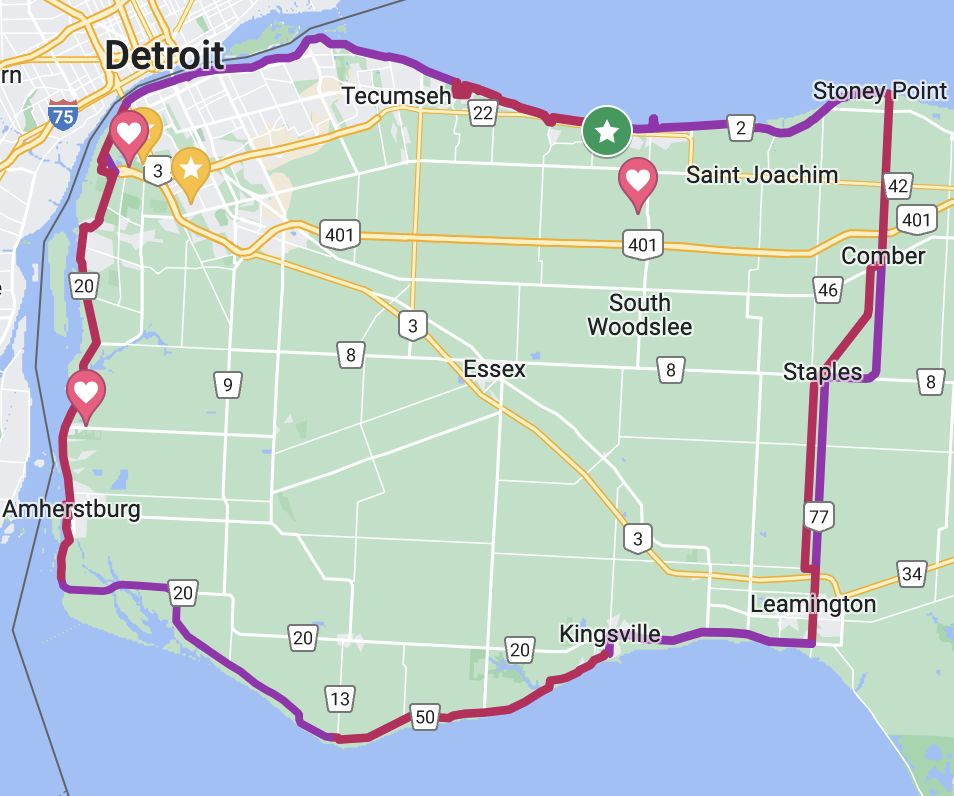 Detroit
rn
Stoney Point
Tecumseh
75
22
2
3
Saint Joachim
42
401
401
401
Comber
20
46
South
Woodslee
3
8
Essex
8
Staples
9
8
Amherstburg
77
3
34
20
Leamington
Kingsville
20
20
13
50